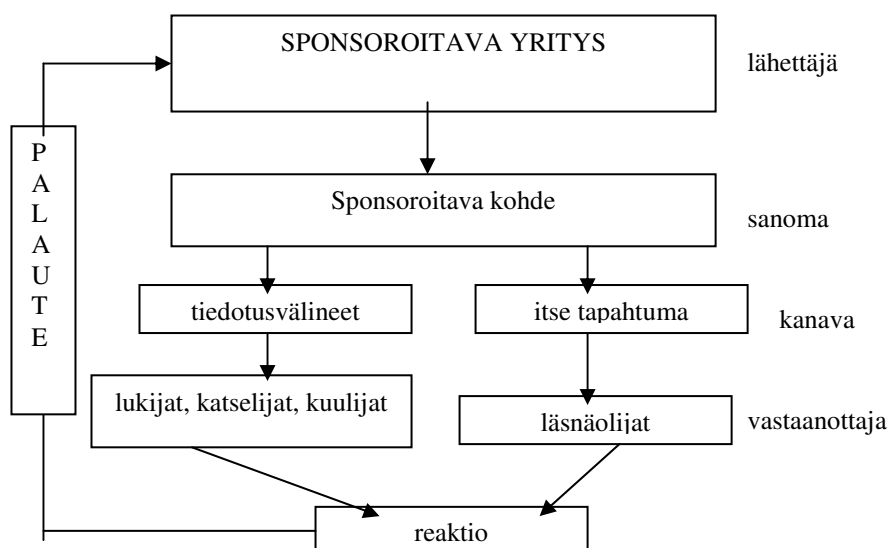 SPONSOROITAVA YRITYS
lähettäjä
P
A
L
A
U
T
E
Sponsoroitava kohde
sanoma
tiedotusvälineet
itse tapahtuma
kanava
lukijat, katselijat, kuulijat
läsnäolijat
vastaanottaja
reaktio